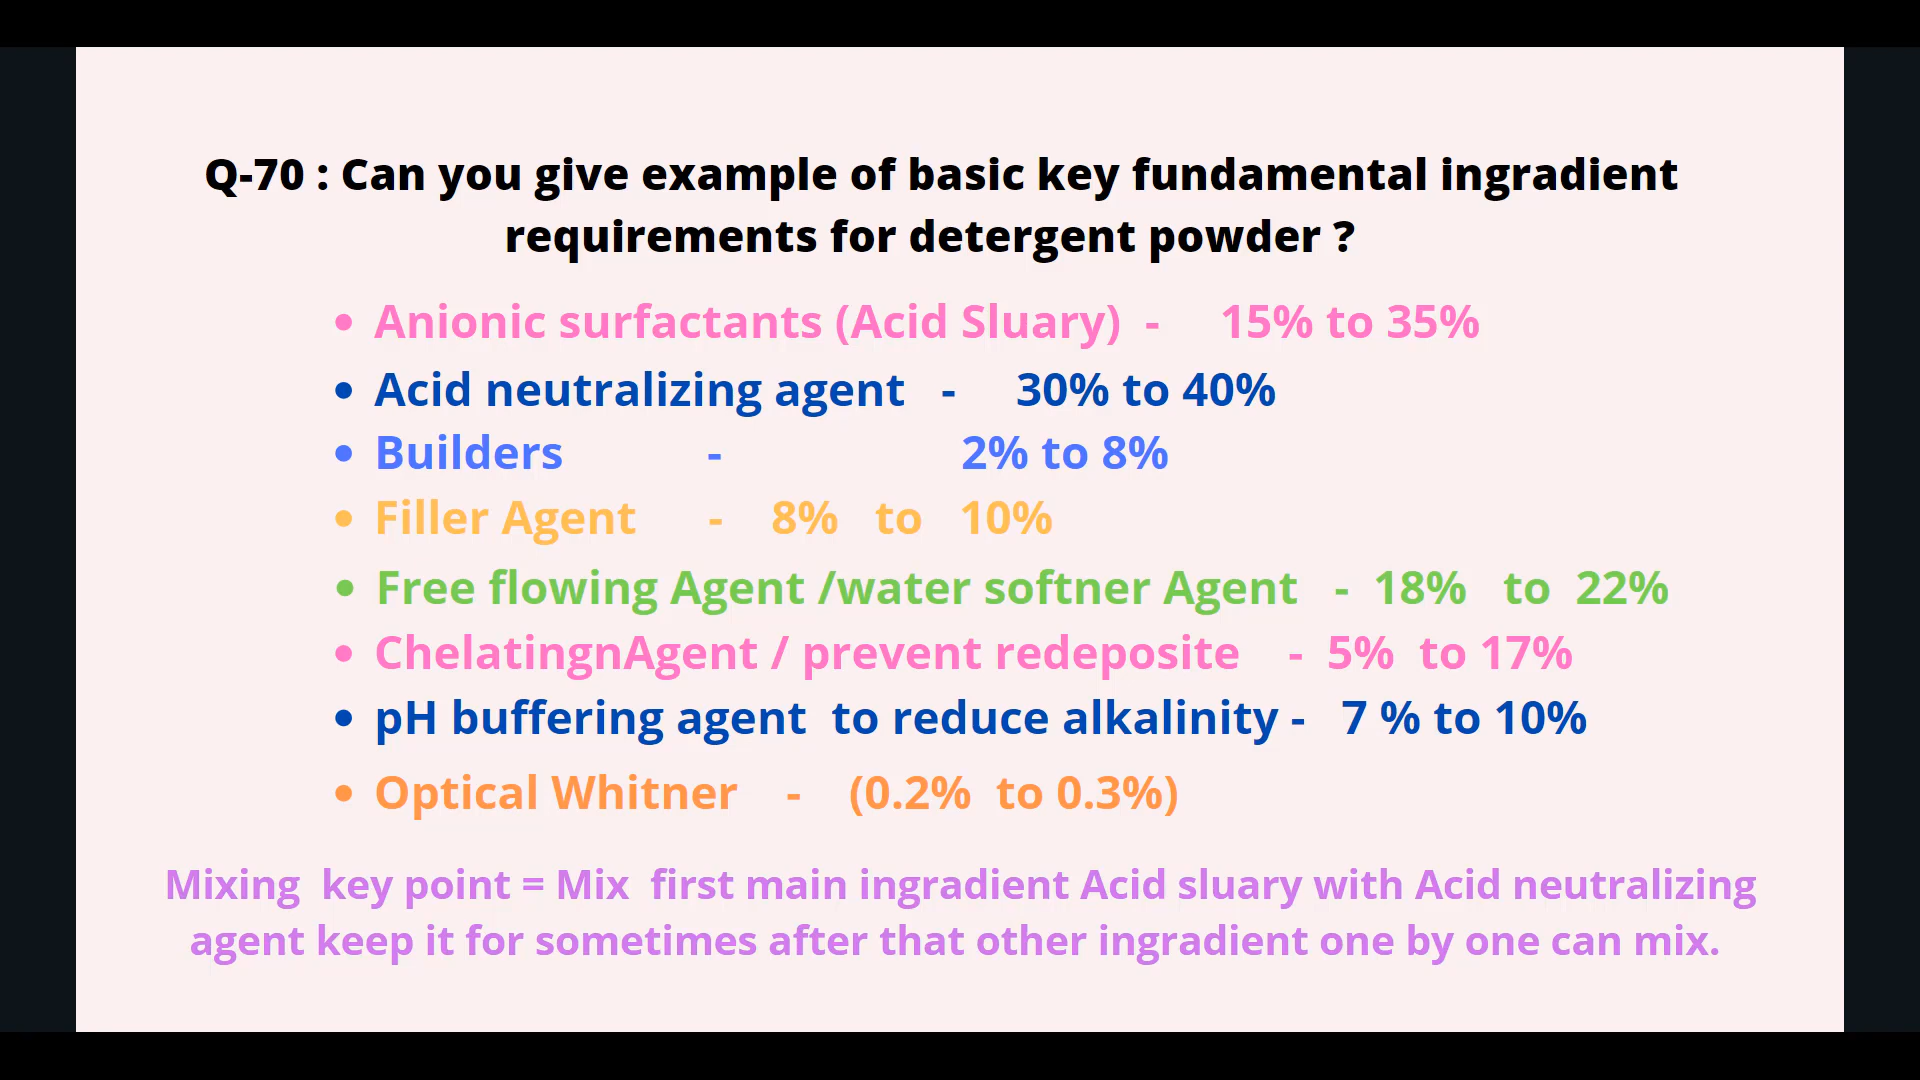 Q-70 : Can you give example of basic key fundamental ingradient
requirements for detergent powder ?
• Anionic surfactants (Acid Sluary) - 15% to 35%
• Acid neutralizing agent - 30% to 40%
• Builders - 2% to 8%
• Filler Agent - 8% to 10%
• Free flowing Agent /water softner Agent - 18% to 22%
• ChelatingnAgent / prevent redeposite - 5% to 17%
• pH buffering agent to reduce alkalinity - 7 % to 10%
• Optical Whitner - (0.2% to 0.3%)
Mixing key point = Mix first main ingradient Acid sluary with Acid neutralizing
agent keep it for sometimes after that other ingradient one by one can mix.